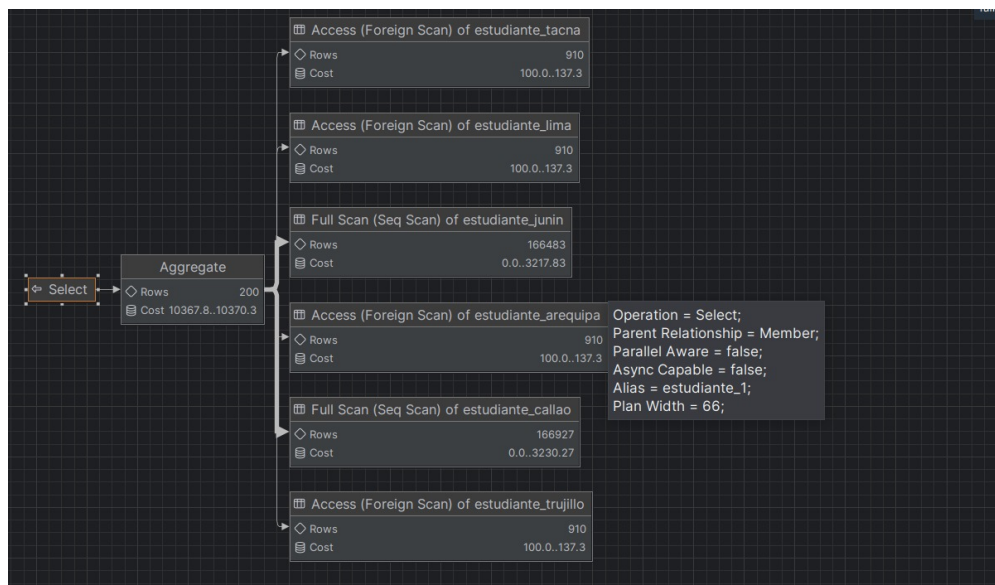 Access (Foreign Scan) of estudiante_tacna
Rows 910
Cost 100.0..137.3
Access (Foreign Scan) of estudiante_lima
Rows 910
Cost 100.0..137.3
Full Scan (Seq Scan) of estudiante_junin
Rows 166483
Cost 0.0..3217.83
Select
Aggregate
Rows 200
Cost 10367.8..10370.3
Access (Foreign Scan) of estudiante_arequipa
Rows 910
Cost 100.0..137.3
Operation = Select;
Parent Relationship = Member;
Parallel Aware = false;
Async Capable = false;
Alias = estudiante_1;
Plan Width = 66;
Full Scan (Seq Scan) of estudiante_callao
Rows 166927
Cost 0.0..3230.27
Access (Foreign Scan) of estudiante_trujillo
Rows 910
Cost 100.0..137.3